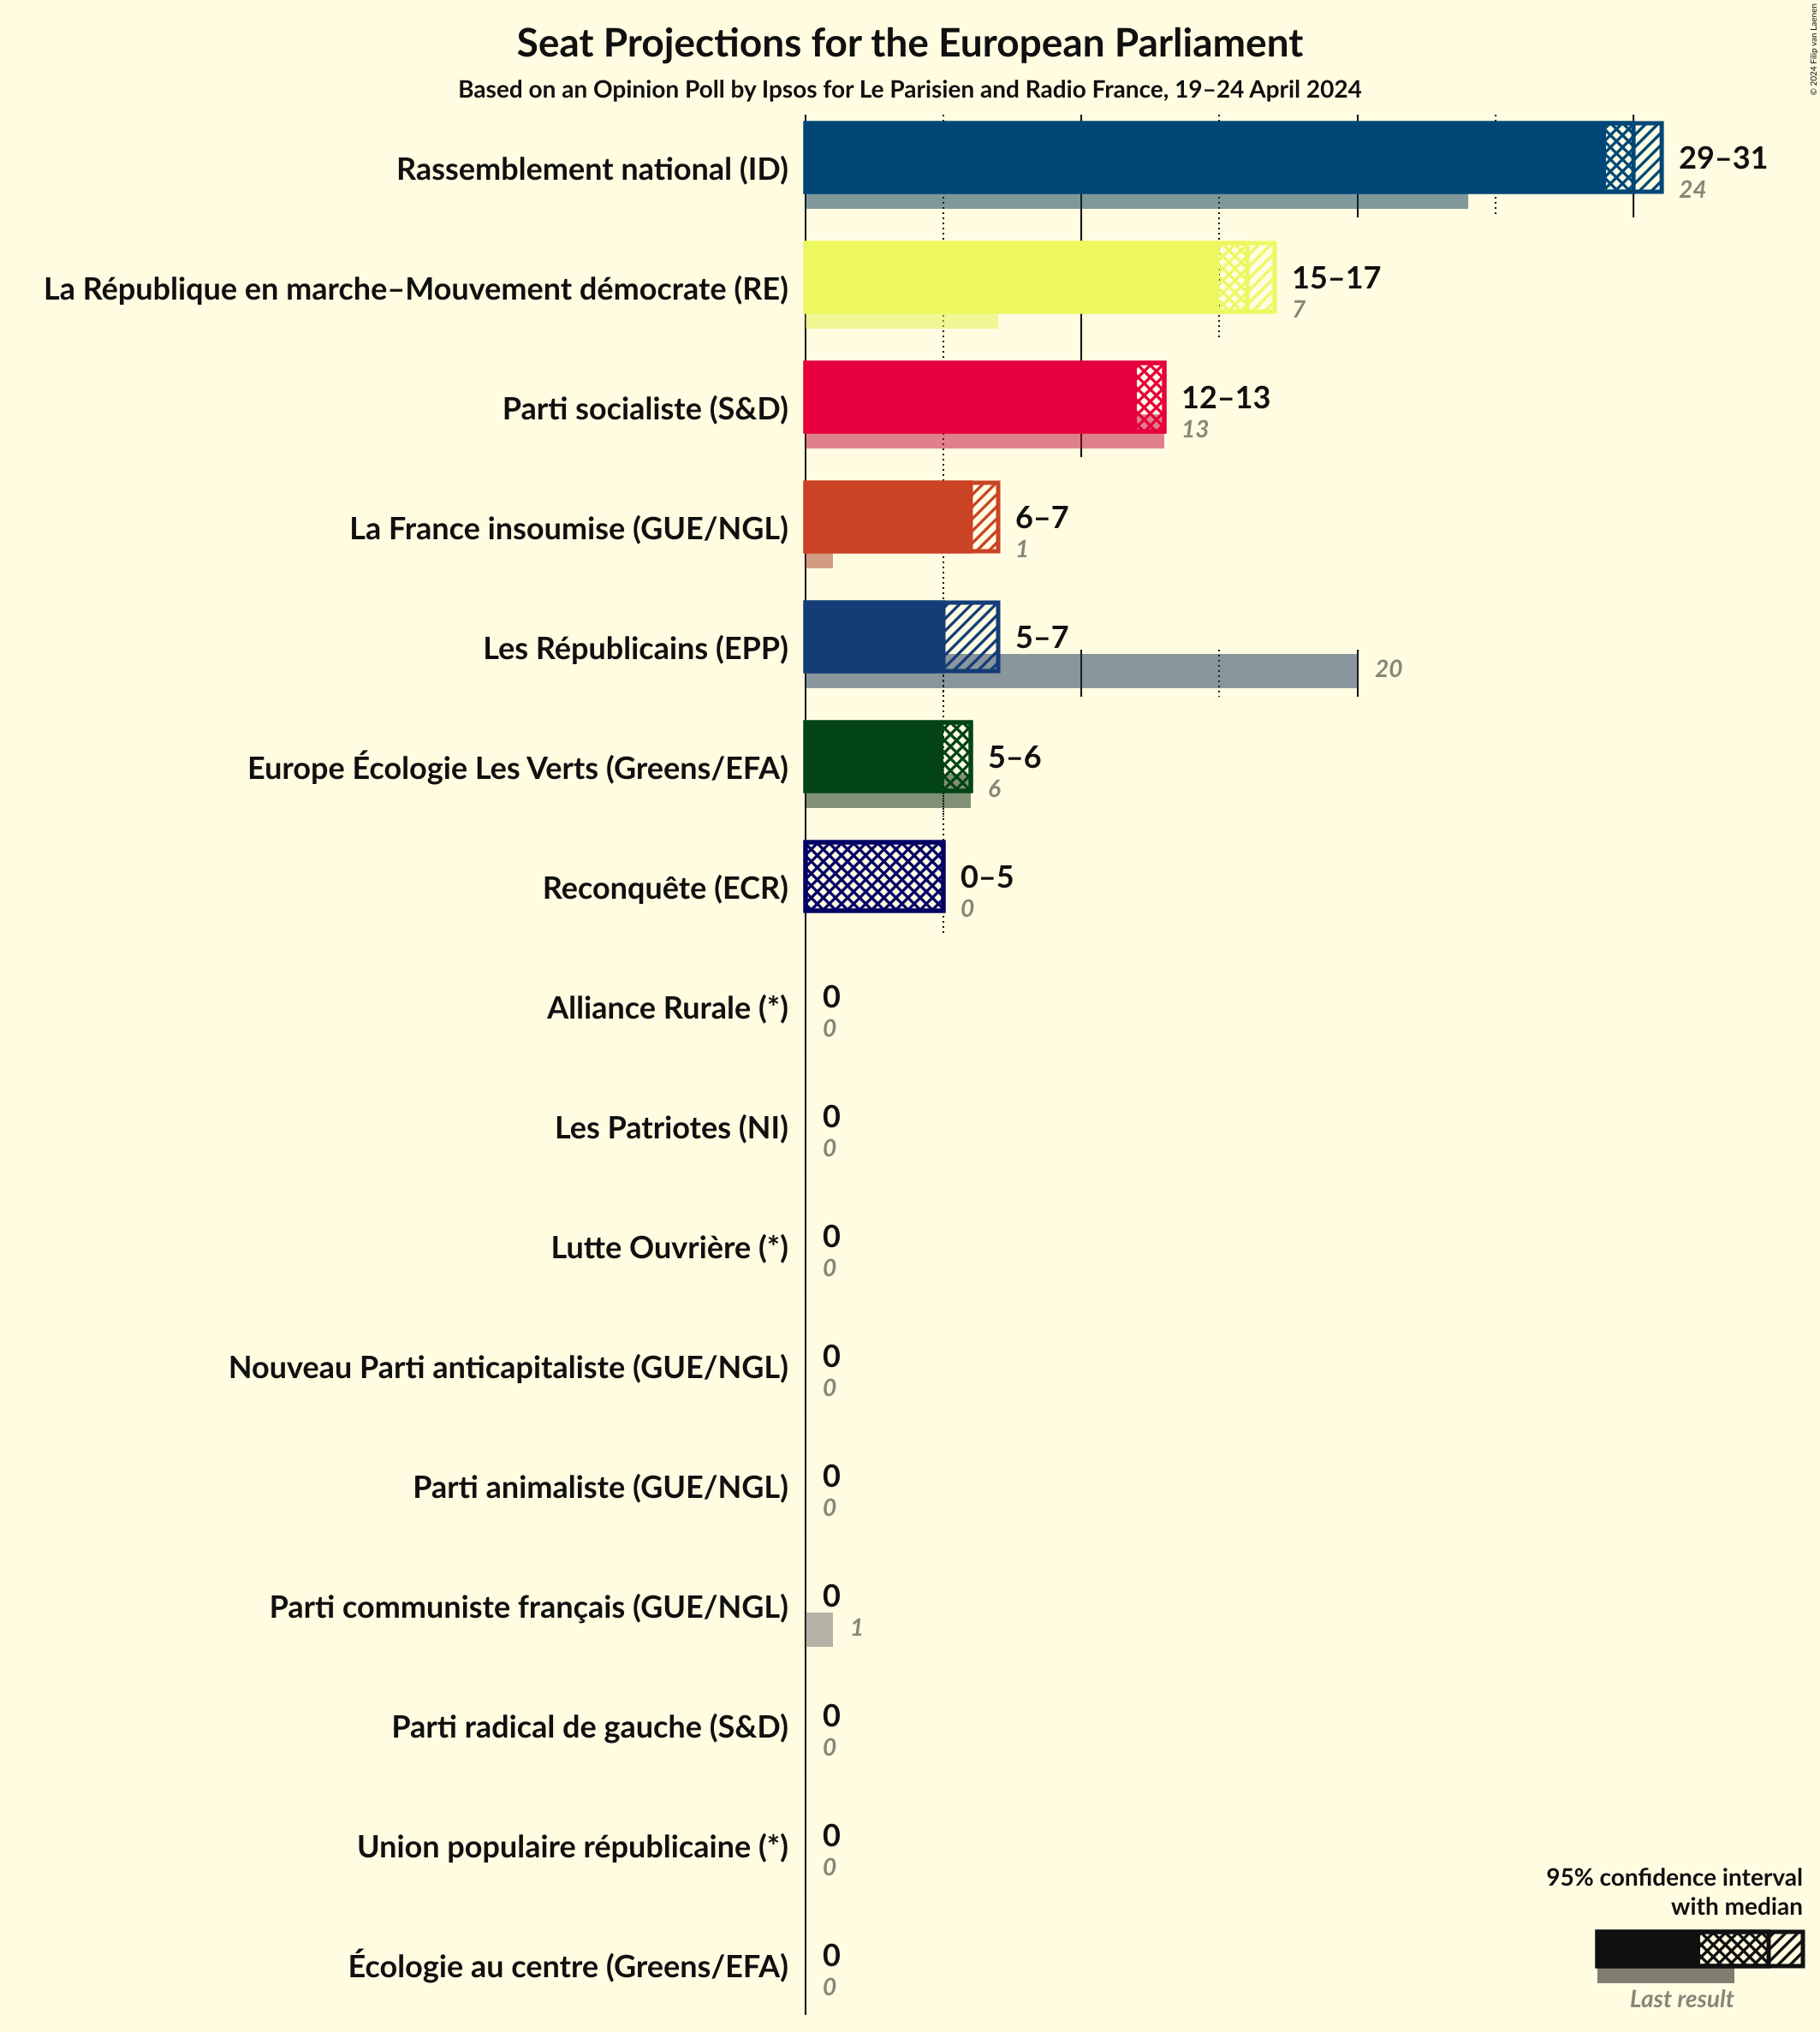 Seat Projections for the European Parliament
Based on an Opinion Poll by Ipsos for Le Parisien and Radio France, 19–24 April 2024
© 2024 Filip van Laenen
Rassemblement national (ID)
29–31
24
La République en marche–Mouvement démocrate (RE)
15–17
7
Parti socialiste (S&D)
12–13
13
La France insoumise (GUE/NGL)
6–7
1
Les Républicains (EPP)
5–7
20
Europe Écologie Les Verts (Greens/EFA)
5–6
6
Reconquête (ECR)
0–5
0
Alliance Rurale (*)
0
0
Les Patriotes (NI)
0
0
Lutte Ouvrière (*)
0
0
Nouveau Parti anticapitaliste (GUE/NGL)
0
0
Parti animaliste (GUE/NGL)
0
0
Parti communiste français (GUE/NGL)
0
1
Parti radical de gauche (S&D)
0
0
Union populaire républicaine (*)
0
0
Écologie au centre (Greens/EFA)
0
0
95% confidence interval
with median
Last result